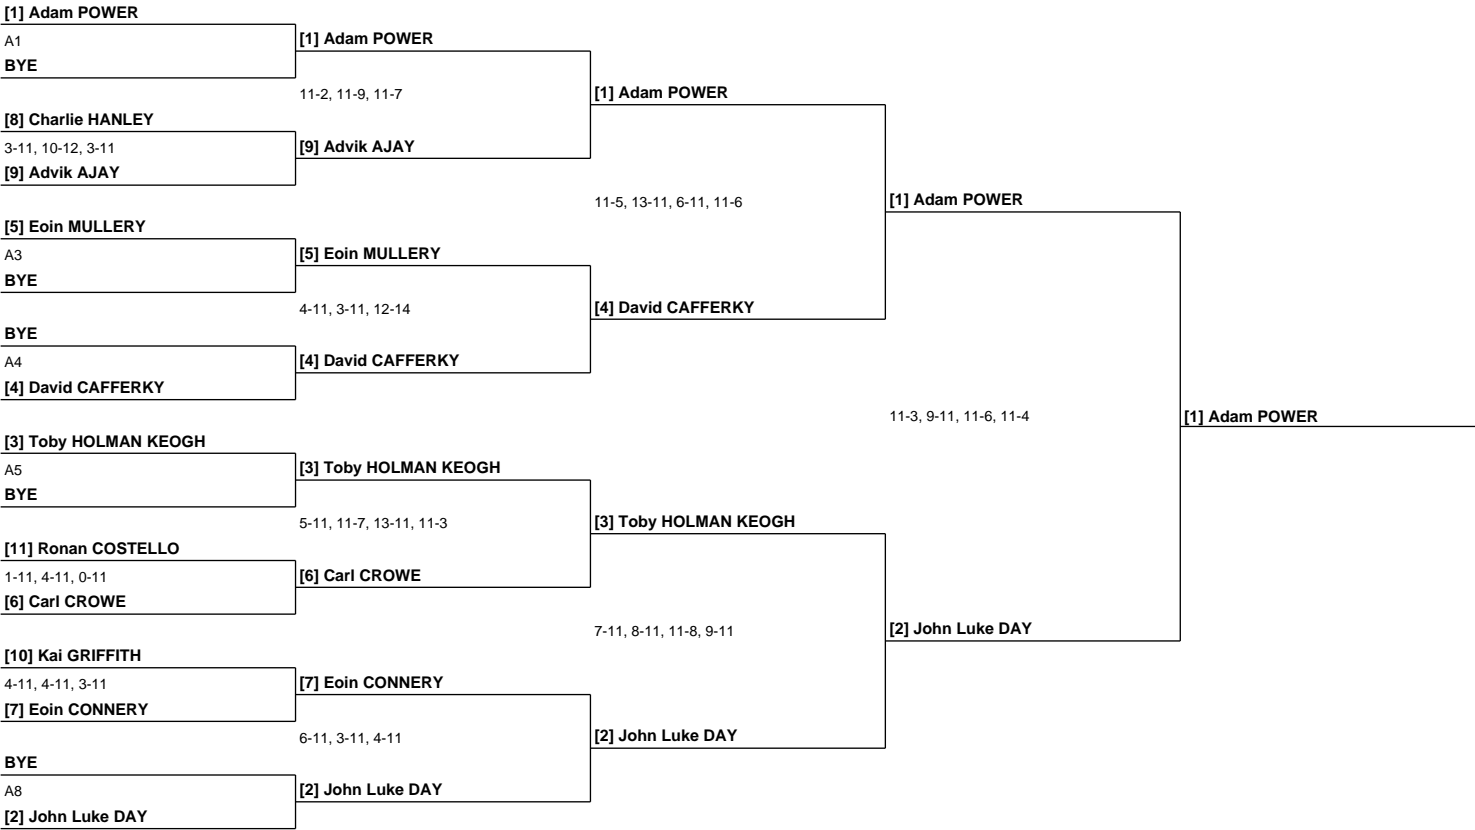 [1] Adam POWER
A1
BYE
[8] Charlie HANLEY
3-11, 10-12, 3-11
[9] Advik AJAY
[5] Eoin MULLERY
A3
BYE
BYE
A4
[4] David CAFFERKY
[3] Toby HOLMAN KEOGH
A5
BYE
[11] Ronan COSTELLO
1-11, 4-11, 0-11
[6] Carl CROWE
[10] Kai GRIFFITH
4-11, 4-11, 3-11
[7] Eoin CONNERY
BYE
A8
[2] John Luke DAY
[1] Adam POWER
11-2, 11-9, 11-7
[9] Advik AJAY
[5] Eoin MULLERY
4-11, 3-11, 12-14
[4] David CAFFERKY
[3] Toby HOLMAN KEOGH
5-11, 11-7, 13-11, 11-3
[6] Carl CROWE
[7] Eoin CONNERY
6-11, 3-11, 4-11
[2] John Luke DAY
[1] Adam POWER
11-5, 13-11, 6-11, 11-6
[4] David CAFFERKY
[3] Toby HOLMAN KEOGH
7-11, 8-11, 11-8, 9-11
[2] John Luke DAY
[1] Adam POWER
11-3, 9-11, 11-6, 11-4
[2] John Luke DAY
[1] Adam POWER